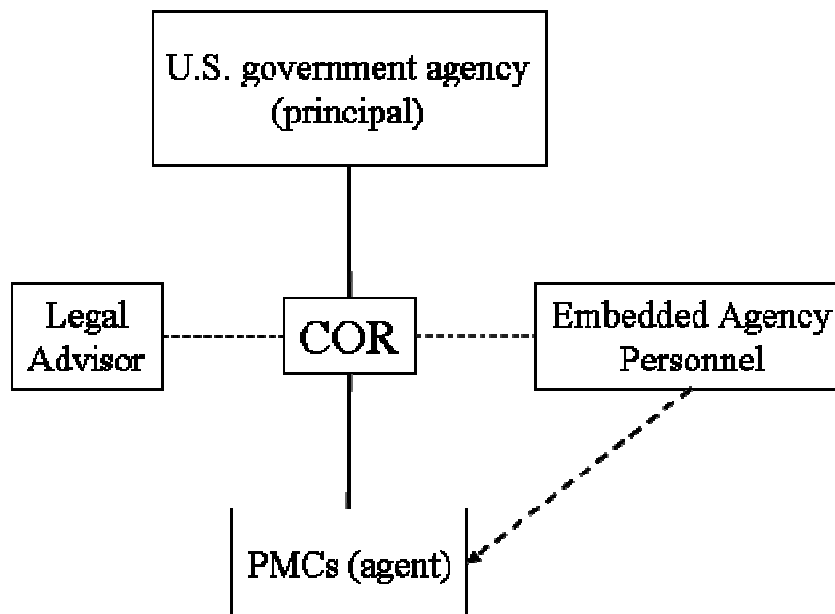 U.S. government agency
(principal)
Legal
Advisor
COR
Embedded Agency
Personnel
PMCs (agent)